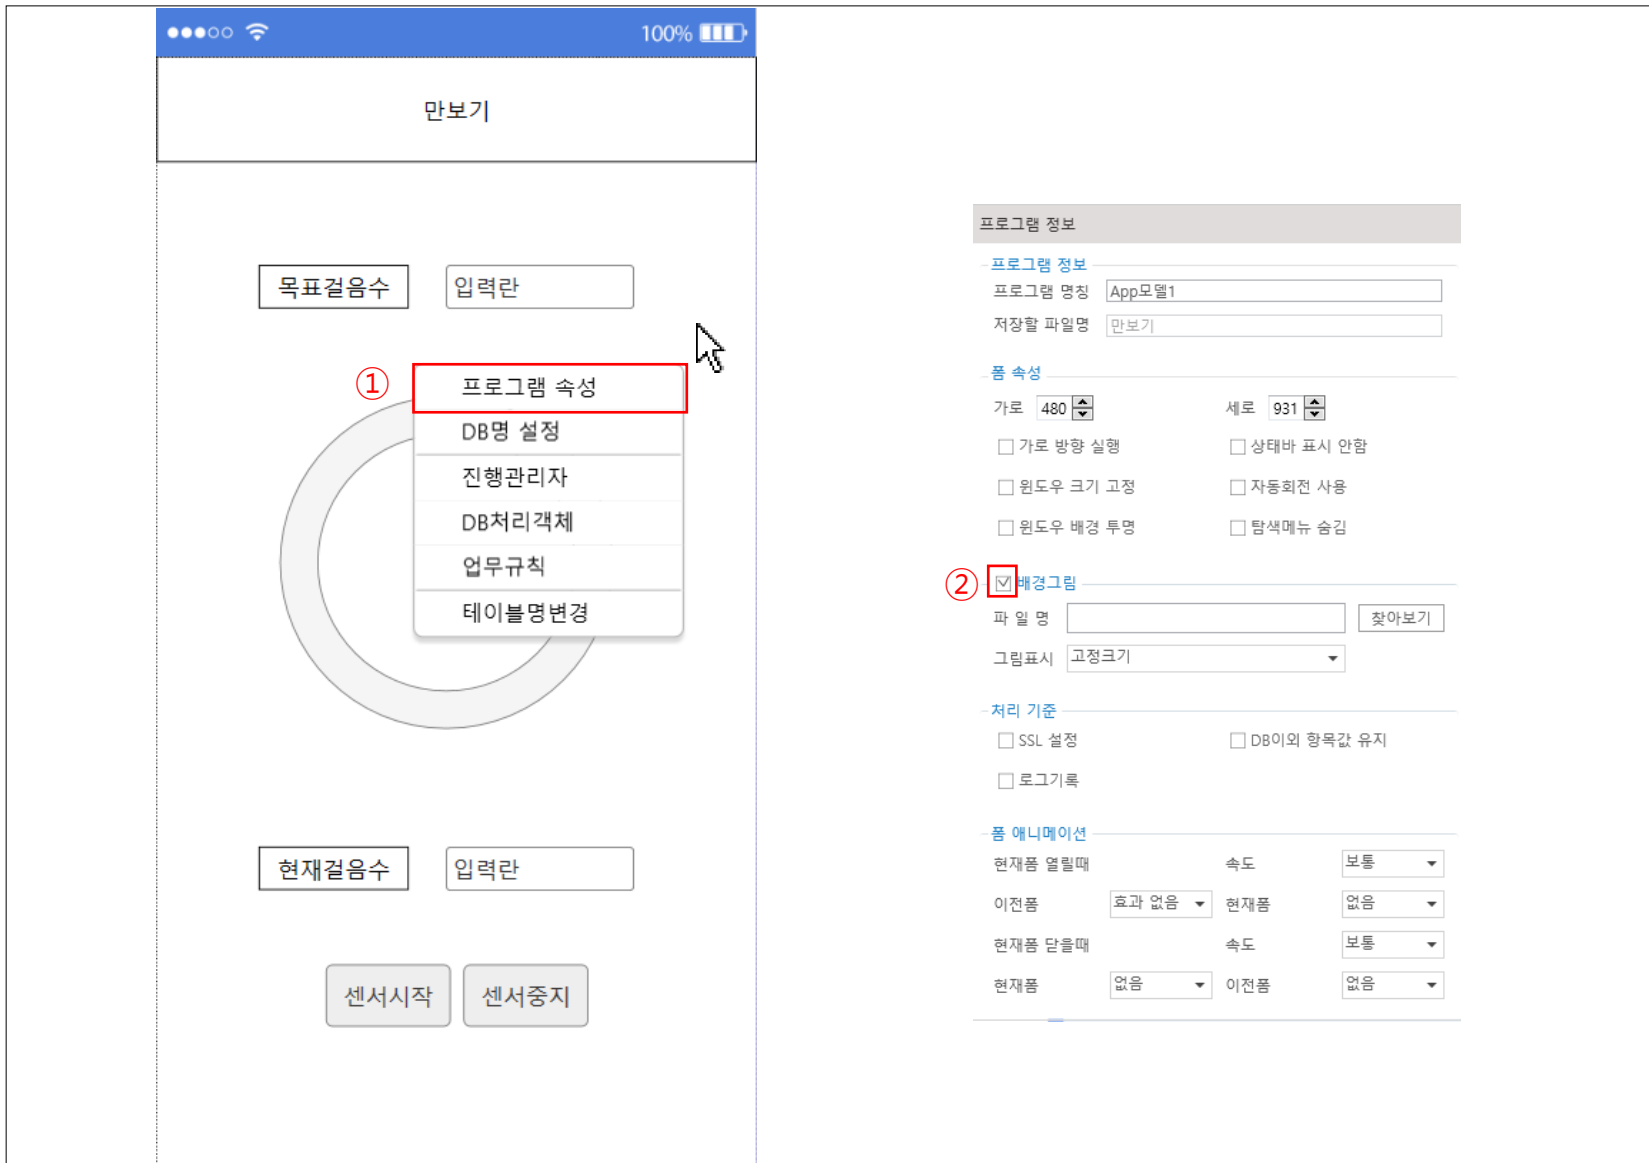 100%
만보기
목표걸음수 입력란
① 프로그램 속성
DB명 설정
진행관리자
DB처리객체
업무규칙
테이블명변경
현재걸음수 입력란
센서시작 센서중지
프로그램 정보
프로그램 정보
프로그램 명칭 App모델1
저장할 파일명 만보기
폼 속성
가로 480 세로 931
가로 방향 실행 상태바 표시 안함
윈도우 크기 고정 자동회전 사용
윈도우 배경 투명 탐색메뉴 숨김
② 배경그림
파 일 명 찾아보기
그림표시 고정크기
처리 기준
SSL 설정 DB이외 항목값 유지
로그기록
폼 애니메이션
현재폼 열릴때 속도 보통
이전폼 효과 없음 현재폼 없음
현재폼 닫을때 속도 보통
현재폼 없음 이전폼 없음